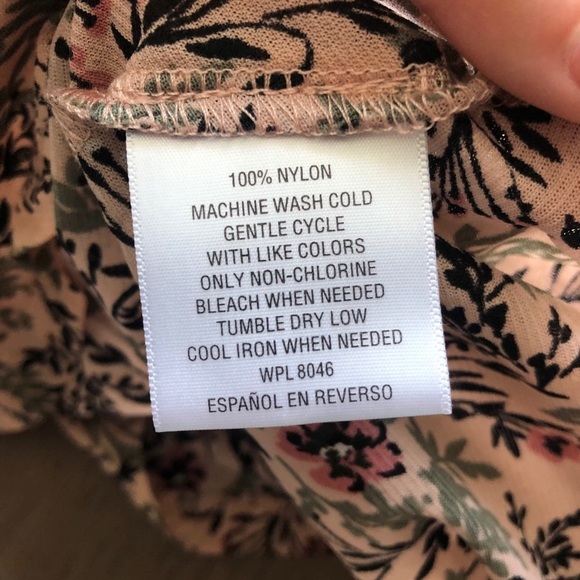 100% NYLON
MACHINE WASH COLD
GENTLE CYCLE
WITH LIKE COLORS
ONLY NON-CHLORINE
BLEACH WHEN NEEDED
TUMBLE DRY LOW
COOL IRON WHEN NEEDED
WPL 8046
ESPAÑOL EN REVERSO